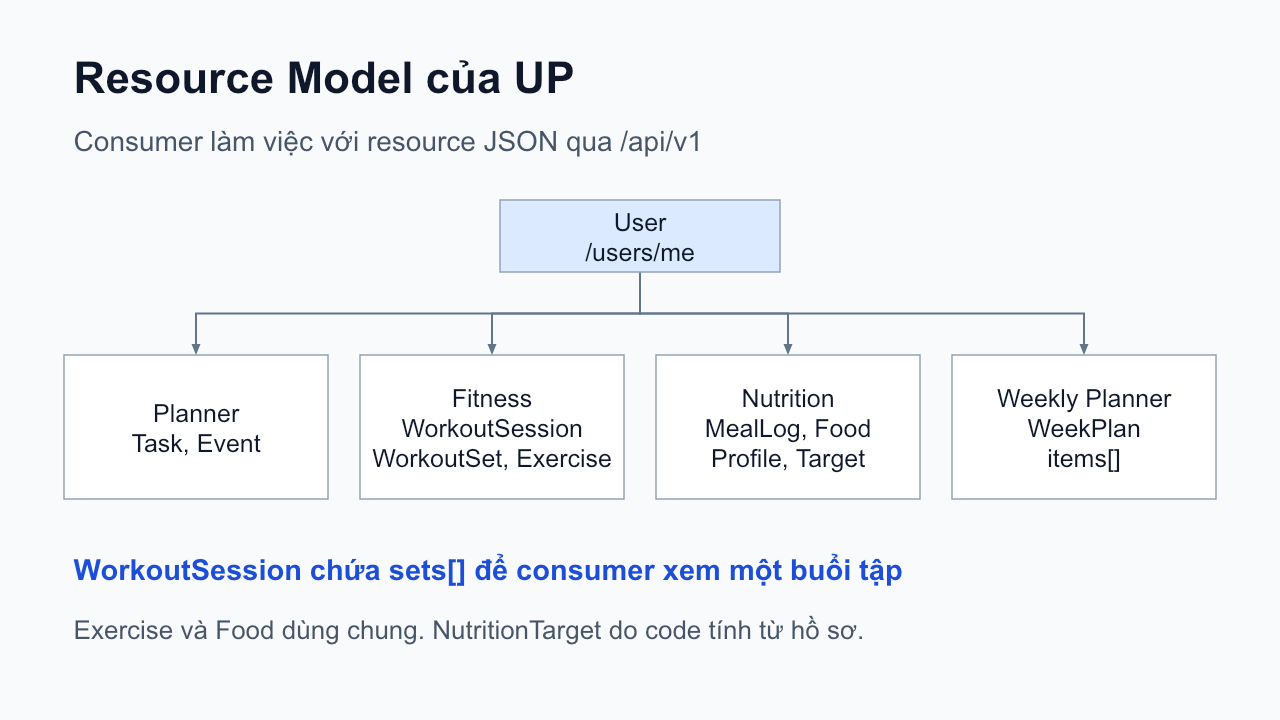 Resource Model của UP
Consumer làm việc với resource JSON qua /api/v1
User
/users/me
Planner
Task, Event
Fitness
WorkoutSession
WorkoutSet, Exercise
Nutrition
MealLog, Food
Profile, Target
Weekly Planner
WeekPlan
items[]
WorkoutSession chứa sets[] để consumer xem một buổi tập
Exercise và Food dùng chung. NutritionTarget do code tính từ hồ sơ.